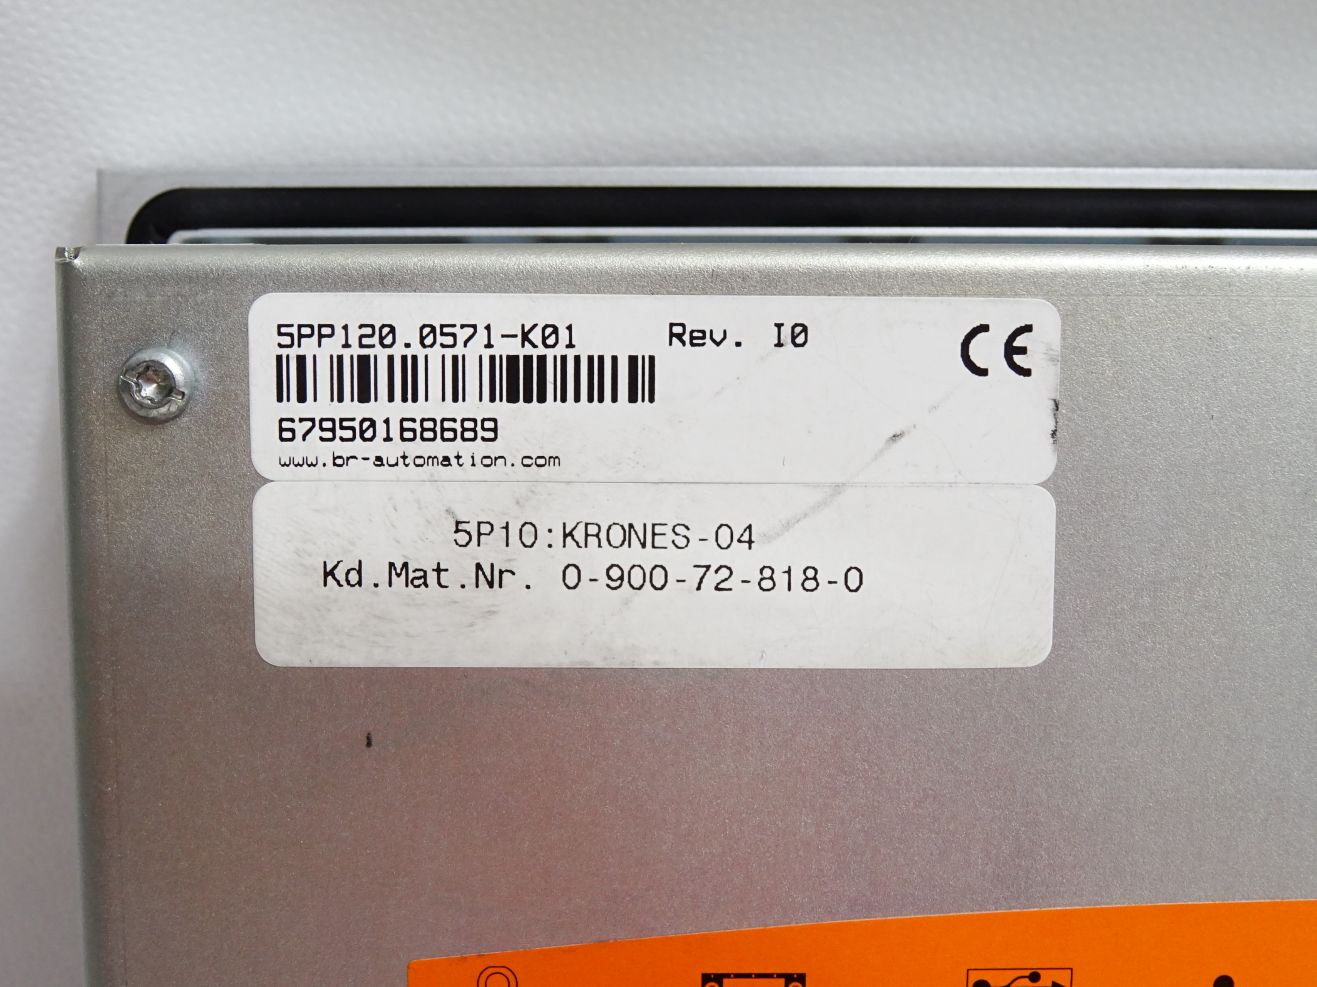 5PP120.0571-K01 Rev. I0
CE
67950168689
www.br-automation.com
5P10:KRONES-04
Kd.Mat.Nr. 0-900-72-818-0